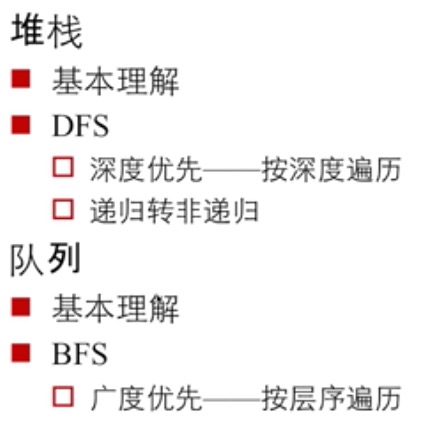 堆栈
基本理解
DFS
深度优先——按深度遍历
递归转非递归
队列
基本理解
BFS
广度优先——按层序遍历